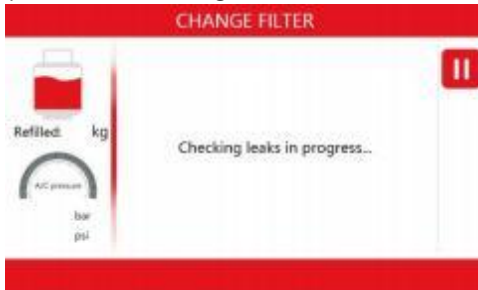 CHANGE FILTER
Refilled: kg
Checking leaks in progress...
A/C pressure
bar
psi